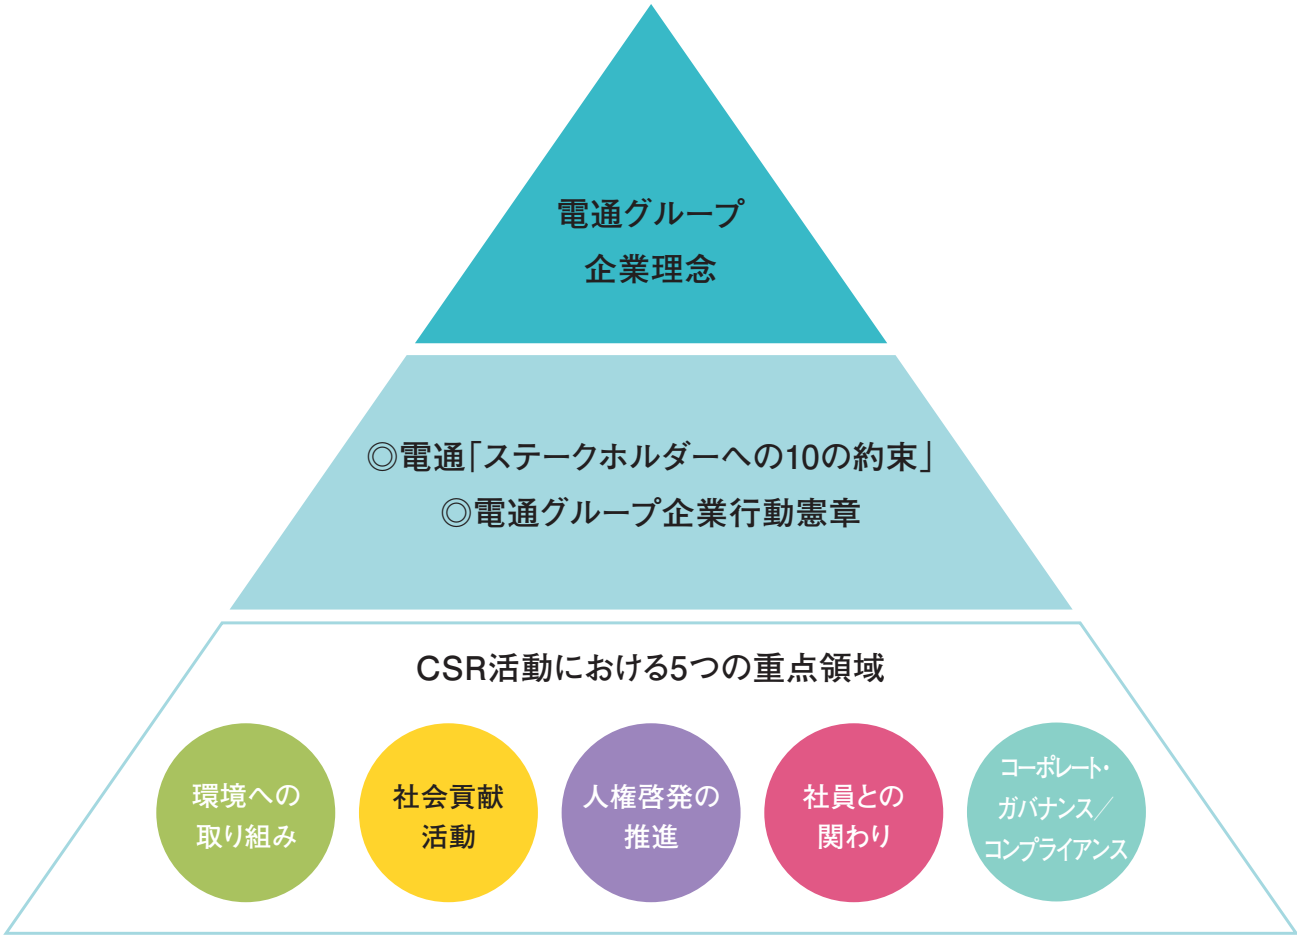 電通グループ
企業理念
◎電通「ステークホルダーへの10の約束」
◎電通グループ企業行動憲章
CSR活動における5つの重点領域
環境への
取り組み
社会貢献
活動
人権啓発の
推進
社員との
関わり
コーポレート・
ガバナンス／
コンプライアンス